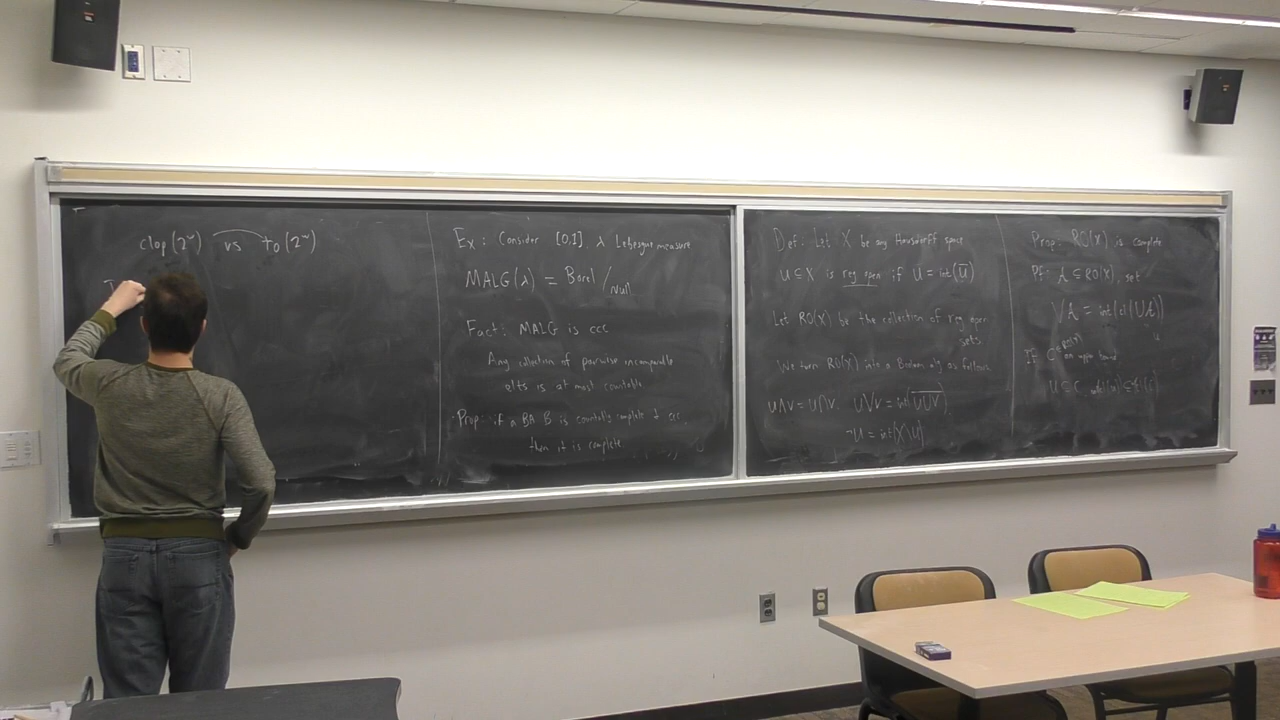 clop(2^ω) vs ro(2^ω)
Ex: Consider [0,1], λ Lebesgue measure
MALG(λ) = Borel / Null
Fact: MALG is ccc
Any collection of pairwise incomparable
elts is at most countable
Prop: if a BA B is countably complete + ccc
then it is complete.
Def: Let X be any Hausdorff space
U ⊆ X is reg open if U = int(U̅)
Let RO(X) be the collection of reg open
sets.
We turn RO(X) into a Boolean alg as follows
U∧V = U∩V, U∨V = int(U̅∪̅V̅)
¬U = int(X\U)
Prop: RO(X) is complete
Pf: A ⊆ RO(X), set
∨A = int(cl(∪A))
If C ∈ RO(X) an upper bound
U ⊆ C